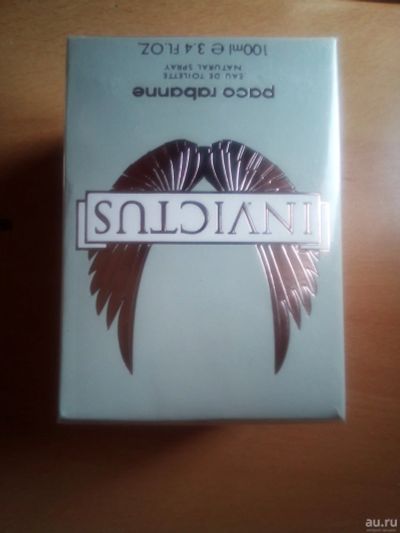 INVICTUS
paco rabanne
EAU DE TOILETTE
NATURAL SPRAY
100ml e 3.4 FL.OZ.
au.ru